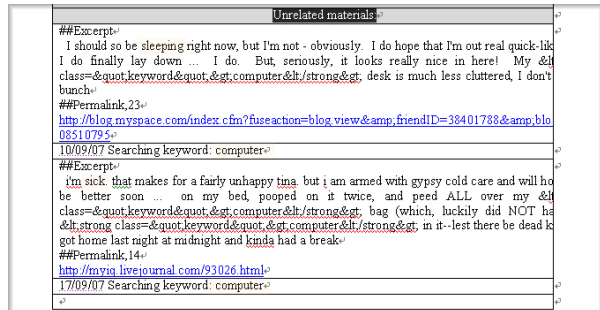 Unrelated materials:
##Excerpt
I should so be sleeping right now, but I'm not - obviously. I do hope that I'm out real quick-lik
I do finally lay down ... I do. But, seriously, it looks really nice in here! My &lt
class=&quot;keyword&quot;&gt;computer&lt;/strong&gt; desk is much less cluttered, I don't
bunch
##Permalink,23
http://blog.myspace.com/index.cfm?fuseaction=blog.view&amp;friendID=38401788&amp;blo
08510795
10/09/07 Searching keyword: computer
##Excerpt
i'm sick. that makes for a fairly unhappy tina. but i am armed with gypsy cold care and will ho
be better soon ... on my bed, pooped on it twice, and peed ALL over my &lt
class=&quot;keyword&quot;&gt;computer&lt;/strong&gt; bag (which, luckily did NOT ha
&lt;strong class=&quot;keyword&quot;&gt;computer&lt;/strong&gt; in it--lest there be dead k
got home last night at midnight and kinda had a break
##Permalink,14
http://myiq.livejournal.com/93026.html
17/09/07 Searching keyword: computer